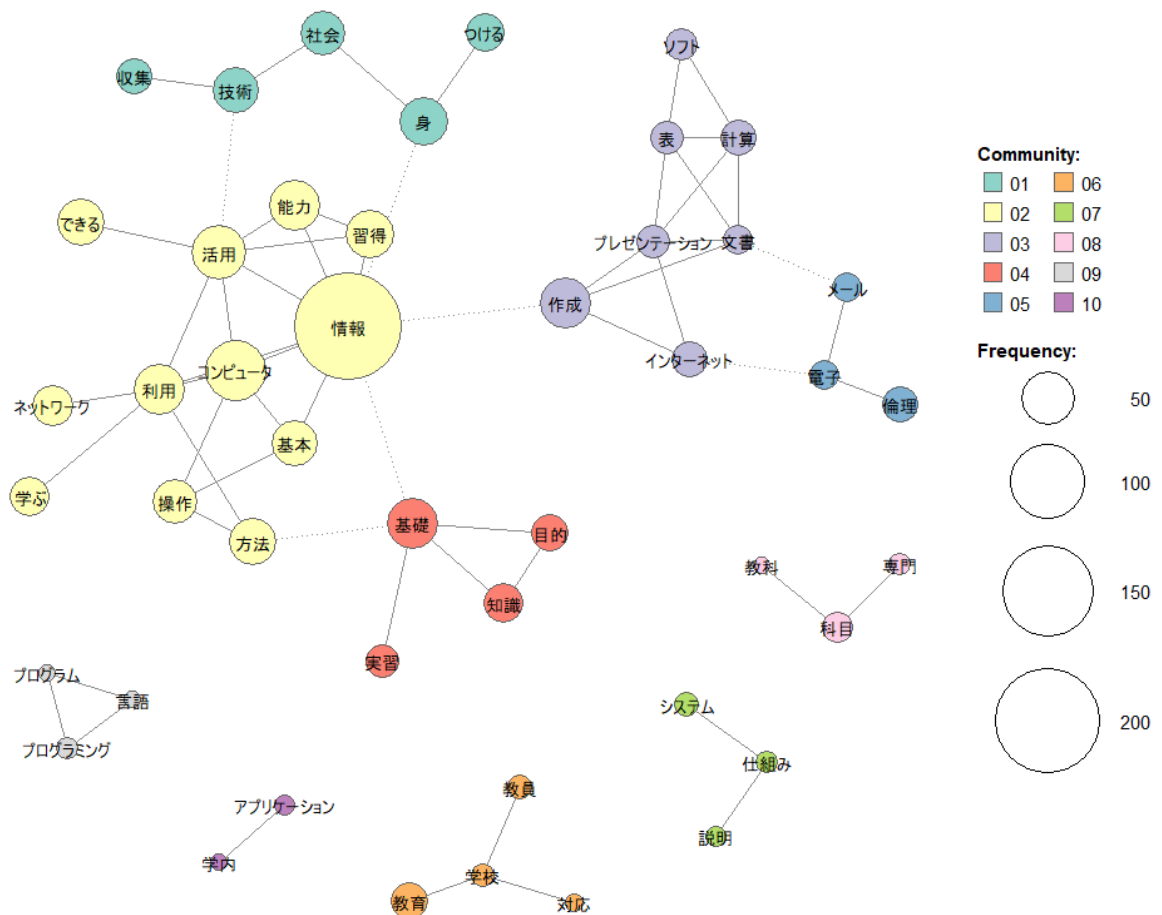 社会
つける
ソフト
収集
技術
身
表
計算
Community:
01
06
02
07
03
08
04
09
05
10
できる
能力
習得
活用
プレゼンテーション
文書
メール
作成
情報
インターネット
電子
倫理
コンピュータ
利用
ネットワーク
基本
学ぶ
操作
方法
基礎
目的
知識
実習
Frequency:
50
100
150
200
教科
専門
科目
プログラム
言語
プログラミング
システム
仕組み
説明
アプリケーション
学内
教員
学校
教育
対応